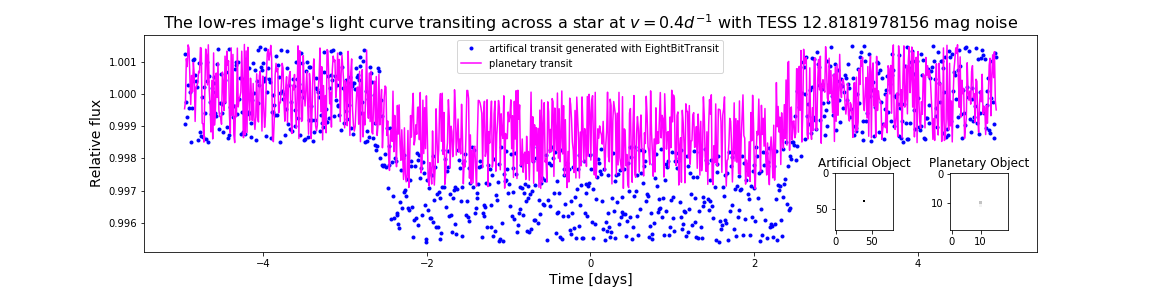 The low-res image's light curve transiting across a star at v = 0.4d⁻¹ with TESS 12.8181978156 mag noise
artifical transit generated with EightBitTransit
planetary transit
Relative flux
1.001
1.000
0.999
0.998
0.997
0.996
Artificial Object
0
50
0 50
Planetary Object
0
10
0 10
−4 −2 0 2 4
Time [days]